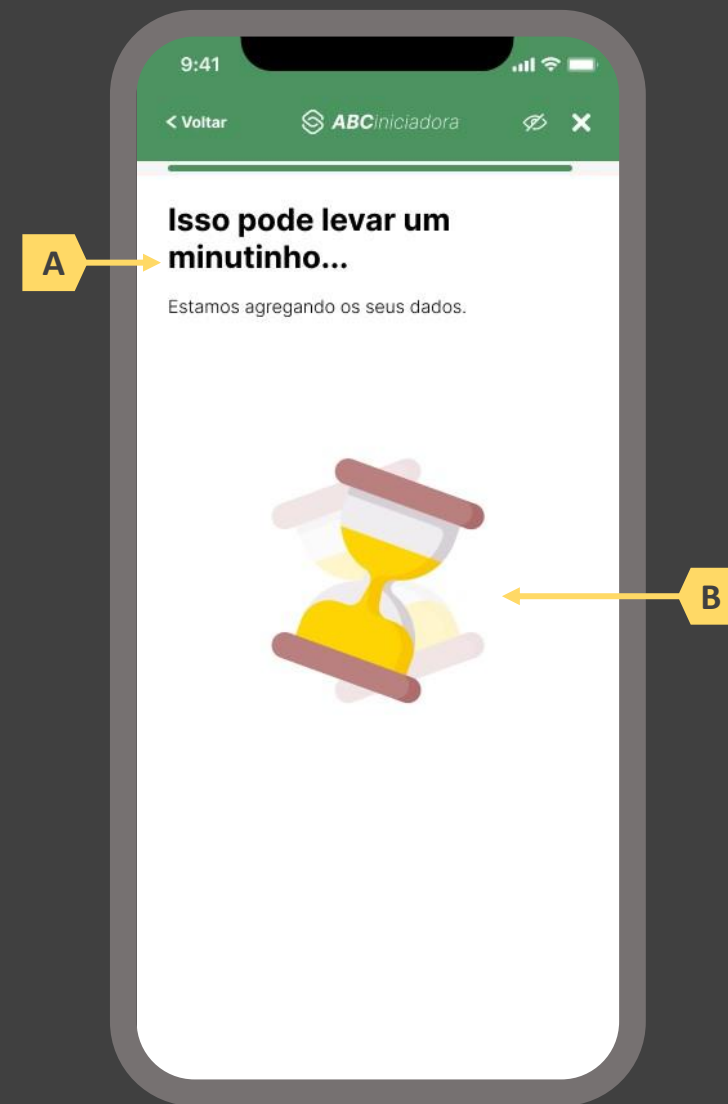 9:41
< Voltar
ABCiniciadora
Isso pode levar um
minutinho...
A
Estamos agregando os seus dados.
B